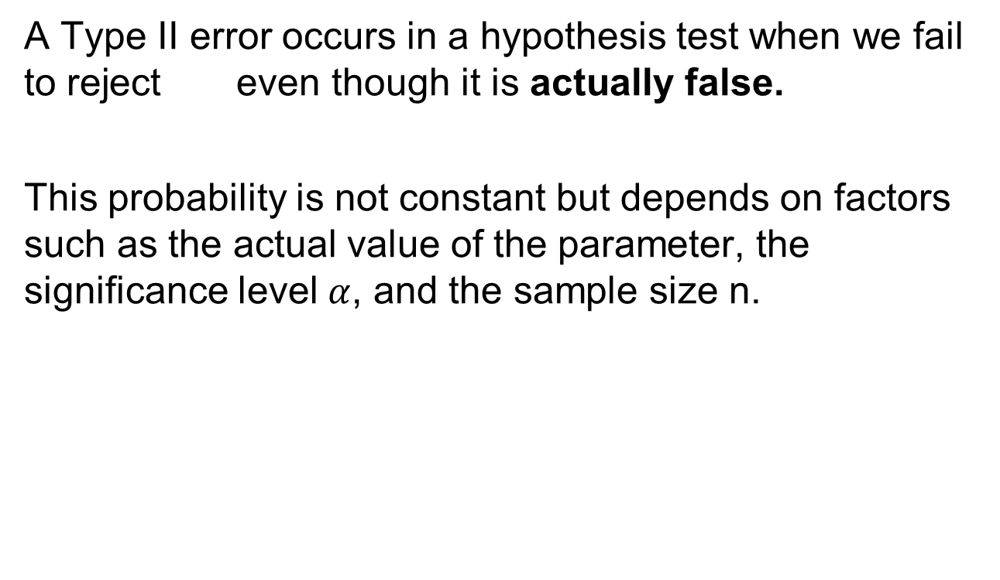 A Type II error occurs in a hypothesis test when we fail
to reject even though it is actually false.
This probability is not constant but depends on factors
such as the actual value of the parameter, the
significance level 𝛼, and the sample size n.